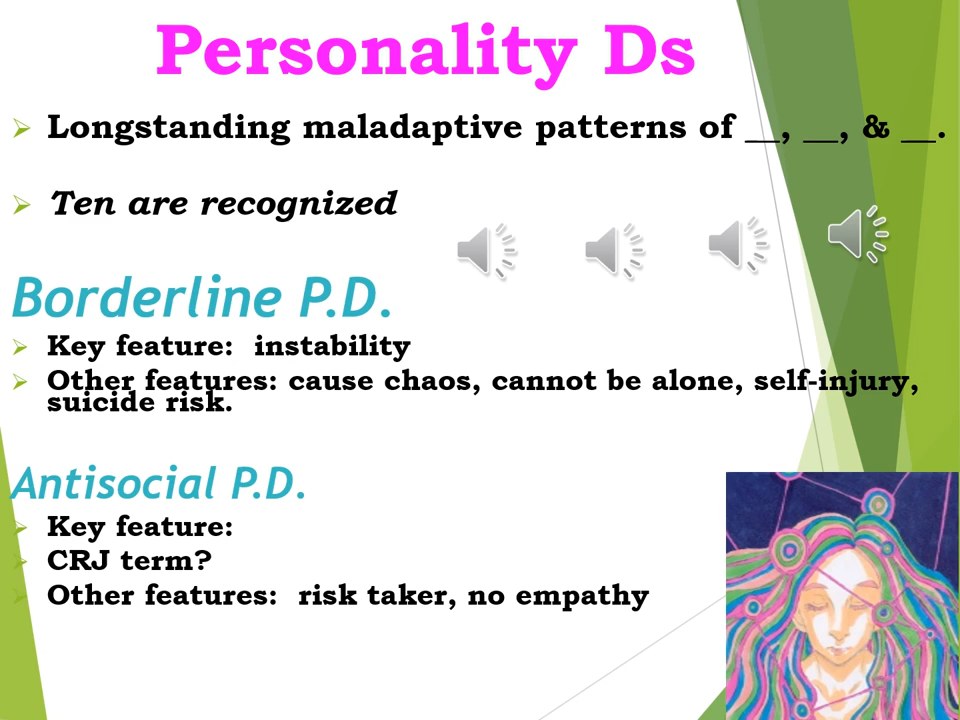 Personality Ds
Longstanding maladaptive patterns of __, __, & __.
Ten are recognized
Borderline P.D.
Key feature:  instability
Other features: cause chaos, cannot be alone, self-injury,
suicide risk.
Antisocial P.D.
Key feature:
CRJ term?
Other features:  risk taker, no empathy